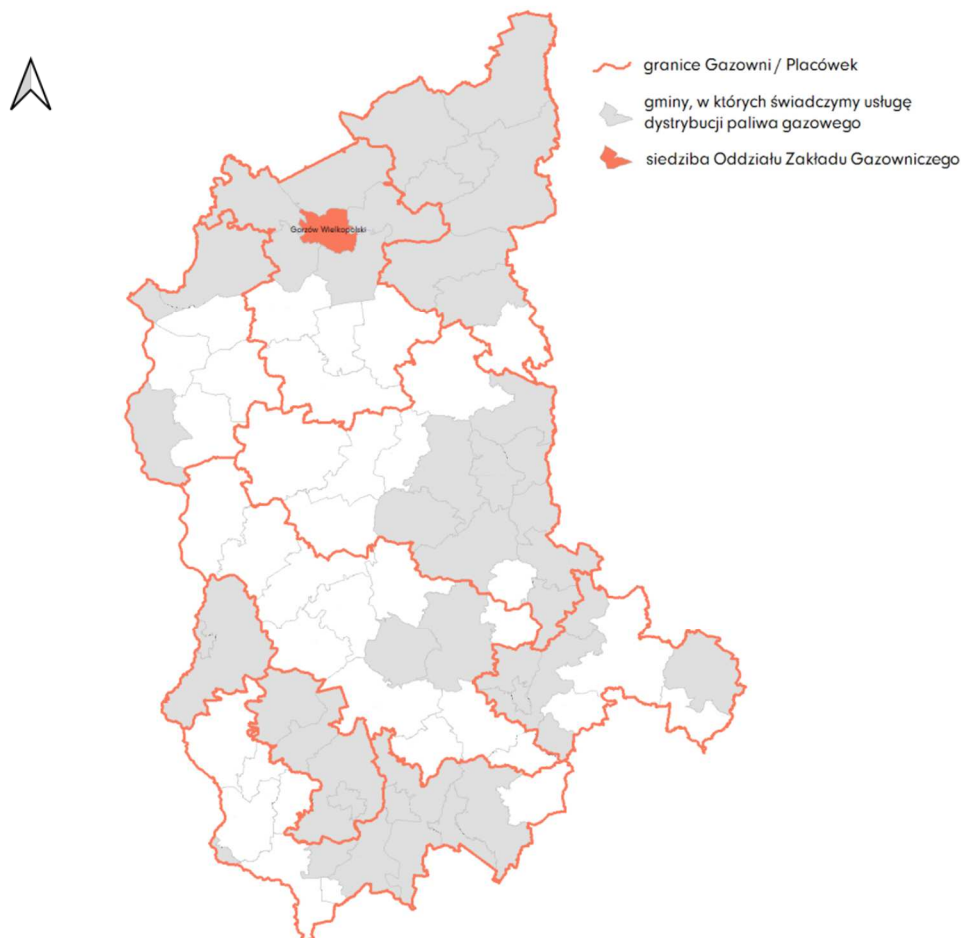 granice Gazowni / Placówek
gminy, w których świadczymy usługę
dystrybucji paliwa gazowego
siedziba Oddziału Zakładu Gazowniczego
Gorzów Wielkopolski